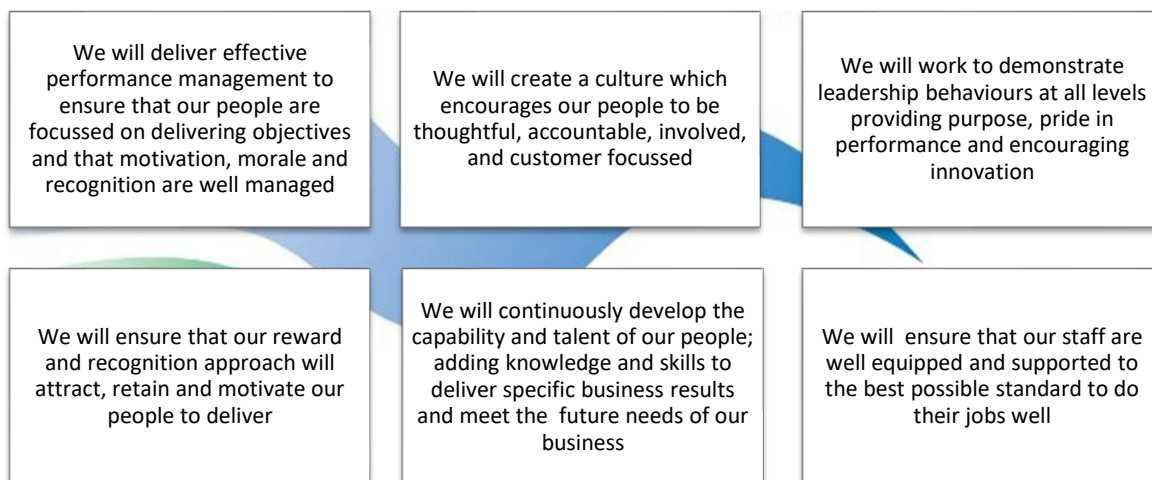 We will deliver effective
performance management to
ensure that our people are
focussed on delivering objectives
and that motivation, morale and
recognition are well managed
We will create a culture which
encourages our people to be
thoughtful, accountable, involved,
and customer focussed
We will work to demonstrate
leadership behaviours at all levels
providing purpose, pride in
performance and encouraging
innovation
We will ensure that our reward
and recognition approach will
attract, retain and motivate our
people to deliver
We will continuously develop the
capability and talent of our people;
adding knowledge and skills to
deliver specific business results
and meet the  future needs of our
business
We will  ensure that our staff are
well equipped and supported to
the best possible standard to do
their jobs well